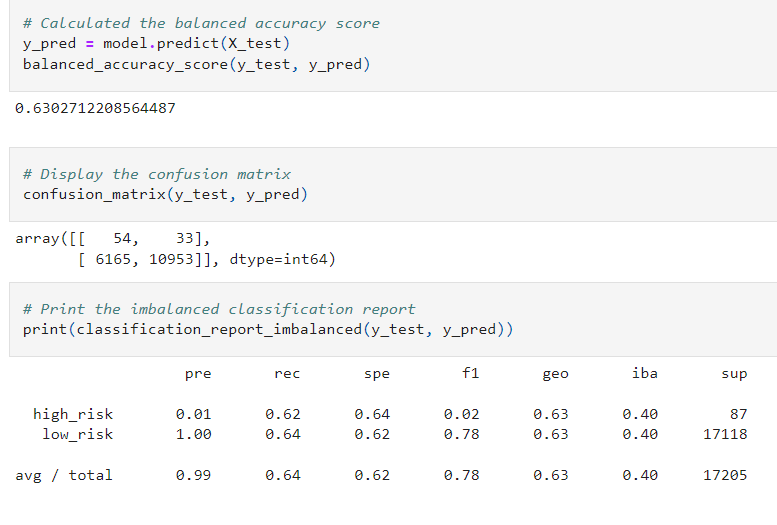 # Calculated the balanced accuracy score
y_pred = model.predict(X_test)
balanced_accuracy_score(y_test, y_pred)
0.6302712208564487
# Display the confusion matrix
confusion_matrix(y_test, y_pred)
array([[   54,    33],
       [ 6165, 10953]], dtype=int64)
# Print the imbalanced classification report
print(classification_report_imbalanced(y_test, y_pred))
pre rec spe f1 geo iba sup
high_risk 0.01 0.62 0.64 0.02 0.63 0.40 87
low_risk 1.00 0.64 0.62 0.78 0.63 0.40 17118
avg / total 0.99 0.64 0.62 0.78 0.63 0.40 17205